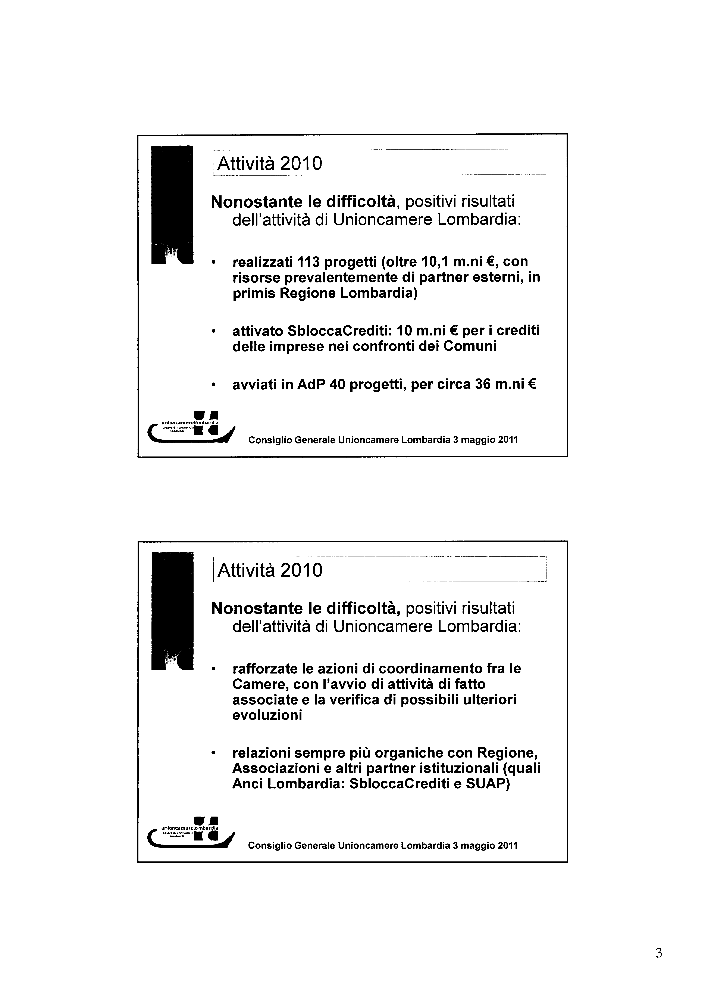 Attività 2010
Nonostante le difficoltà, positivi risultati
dell'attività di Unioncamere Lombardia:
• realizzati 113 progetti (oltre 10,1 m.ni €, con
risorse prevalentemente di partner esterni, in
primis Regione Lombardia)
• attivato SbloccaCrediti: 10 m.ni € per i crediti
delle imprese nei confronti dei Comuni
• avviati in AdP 40 progetti, per circa 36 m.ni €
unioncamerelombardia
camere di commercio
lombarde
Consiglio Generale Unioncamere Lombardia 3 maggio 2011
Attività 2010
Nonostante le difficoltà, positivi risultati
dell'attività di Unioncamere Lombardia:
• rafforzate le azioni di coordinamento fra le
Camere, con l'avvio di attività di fatto
associate e la verifica di possibili ulteriori
evoluzioni
• relazioni sempre più organiche con Regione,
Associazioni e altri partner istituzionali (quali
Anci Lombardia: SbloccaCrediti e SUAP)
unioncamerelombardia
camere di commercio
lombarde
Consiglio Generale Unioncamere Lombardia 3 maggio 2011
3